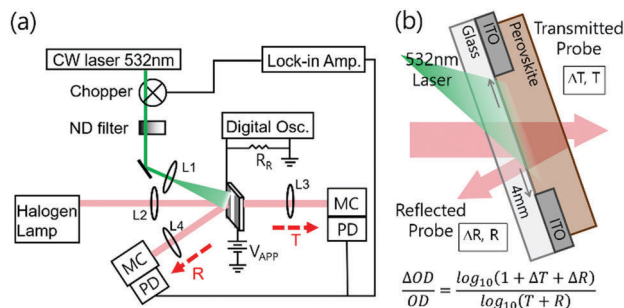 (a)
CW laser 532nm
Lock-in Amp.
Chopper
ND filter
Digital Osc.
R_R
L1
L2
L3
L4
Halogen
Lamp
MC
PD
T
V_APP
MC
PD
R
(b)
Glass
ITO
Perovskite
Transmitted
Probe
ΔT, T
532nm
Laser
4mm
ITO
Reflected
Probe
ΔR, R
ΔOD/OD = log10(1 + ΔT + ΔR)/log10(T + R)